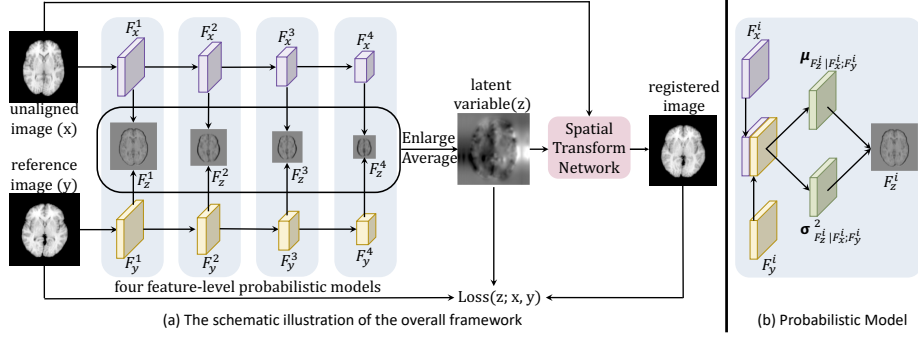 F_x^1 F_x^2 F_x^3 F_x^4
unaligned
image (x)
reference
image (y)
F_z^1 F_z^2 F_z^3 F_z^4
Enlarge
Average
latent
variable(z)
Spatial
Transform
Network
registered
image
F_y^1 F_y^2 F_y^3 F_y^4
four feature-level probabilistic models
Loss(z; x, y)
(a) The schematic illustration of the overall framework
F_x^i
μ_{F_z^i|F_x^i;F_y^i}
F_z^i
σ^2_{F_z^i|F_x^i;F_y^i}
F_y^i
(b) Probabilistic Model